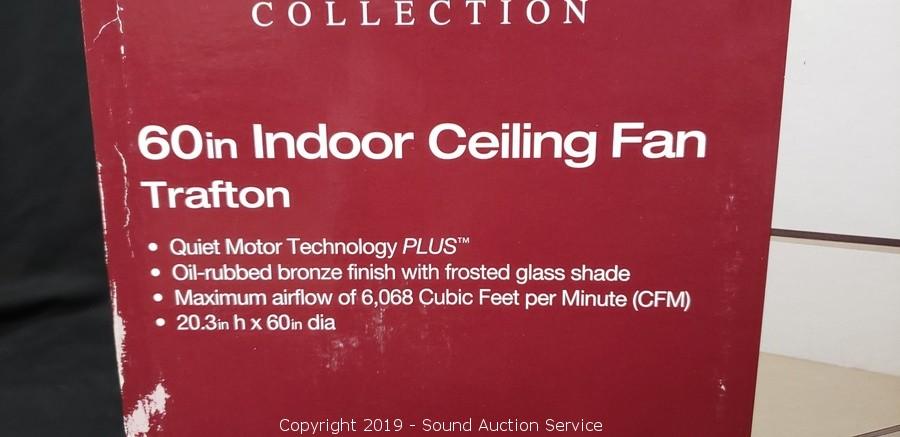 COLLECTION
60in Indoor Ceiling Fan
Trafton
• Quiet Motor Technology PLUS™
• Oil-rubbed bronze finish with frosted glass shade
• Maximum airflow of 6,068 Cubic Feet per Minute (CFM)
• 20.3in h x 60in dia
Copyright 2019 - Sound Auction Service